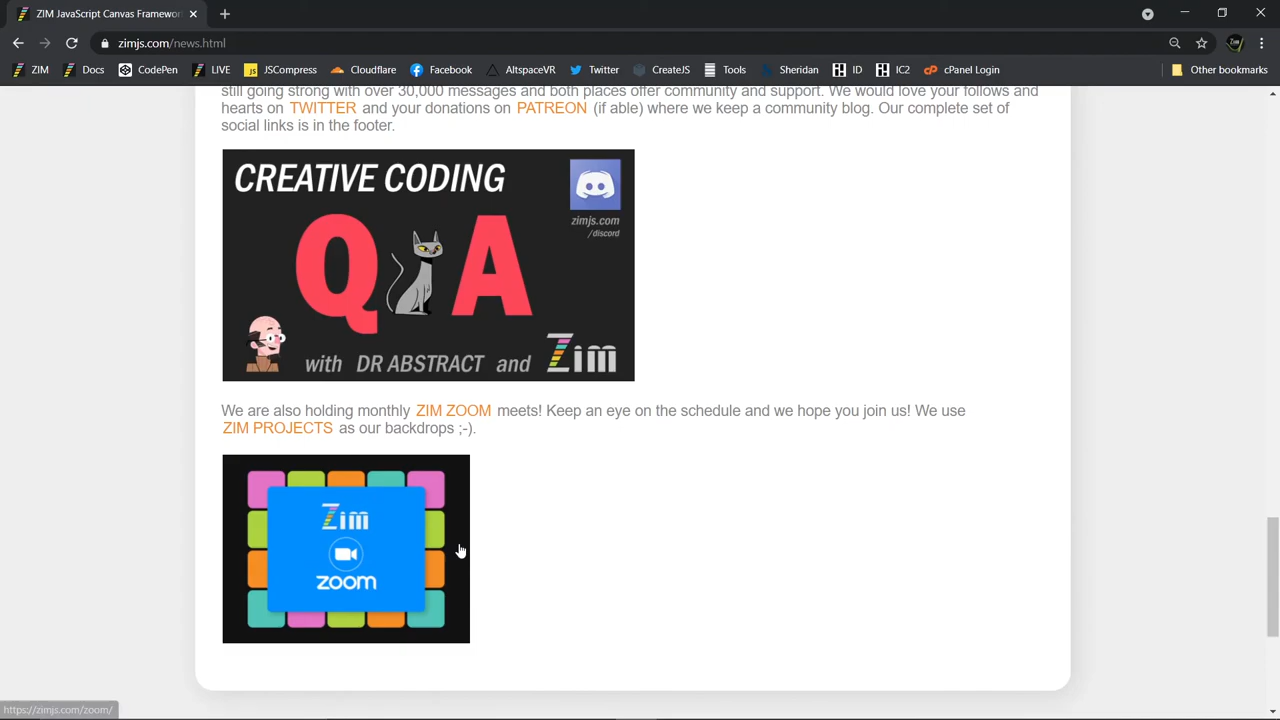 ZIM JavaScript Canvas Framewor
zimjs.com/news.html
ZIM Docs CodePen LIVE JSCompress Cloudflare Facebook AltspaceVR Twitter CreateJS Tools Sheridan ID IC2 cPanel Login Other bookmarks
still going strong with over 30,000 messages and both places offer community and support. We would love your follows and
hearts on TWITTER and your donations on PATREON (if able) where we keep a community blog. Our complete set of
social links is in the footer.
CREATIVE CODING
zimjs.com
/discord
Q A
with DR ABSTRACT and Zim
We are also holding monthly ZIM ZOOM meets! Keep an eye on the schedule and we hope you join us! We use
ZIM PROJECTS as our backdrops ;-).
Zim
zoom
https://zimjs.com/zoom/